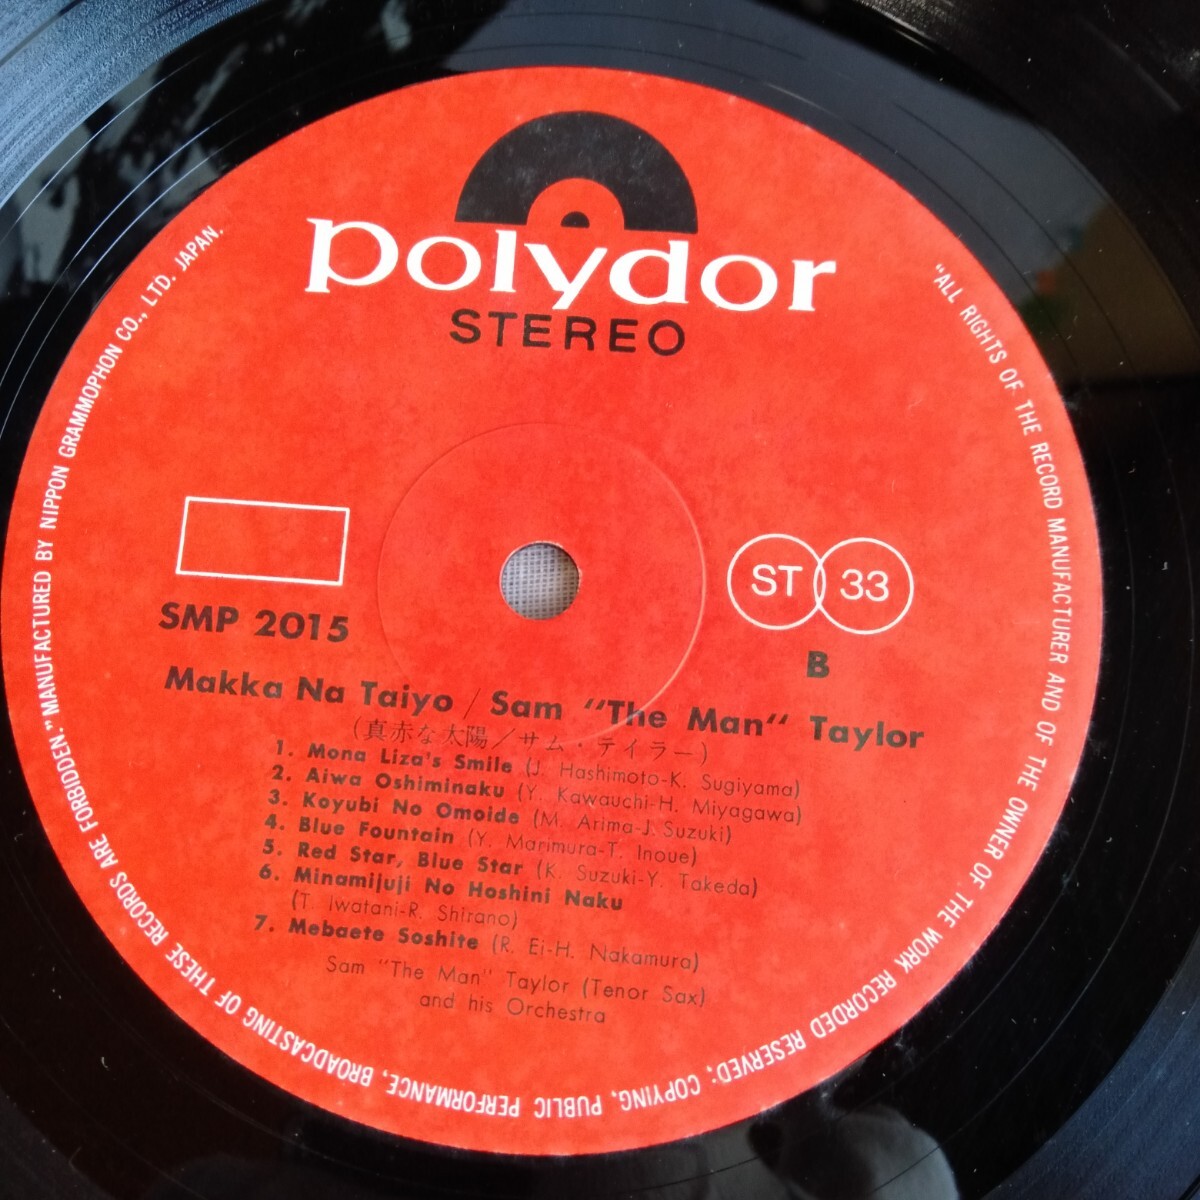 polydor
STEREO
ST 33
SMP 2015
B
Makka Na Taiyo / Sam "The Man" Taylor
(真赤な太陽／サム・テイラー)
1. Mona Liza's Smile (J. Hashimoto-K. Sugiyama)
2. Aiwa Oshiminaku (Y. Kawauchi-H. Miyagawa)
3. Koyubi No Omoide (M. Arima-J. Suzuki)
4. Blue Fountain (Y. Marimura-T. Inoue)
5. Red Star, Blue Star (K. Suzuki-Y. Takeda)
6. Minamijuji No Hoshini Naku
(T. Iwatani-R. Shirano)
7. Mebaete Soshite (R. Ei-H. Nakamura)
Sam "The Man" Taylor (Tenor Sax)
and his Orchestra
"ALL RIGHTS OF THE RECORD MANUFACTURER AND OF THE OWNER OF THE WORK RECORDED RESERVED; COPYING, PUBLIC PERFORMANCE, BROADCASTING OF THESE RECORDS ARE FORBIDDEN." MANUFACTURED BY NIPPON GRAMMOPHON CO., LTD. JAPAN.